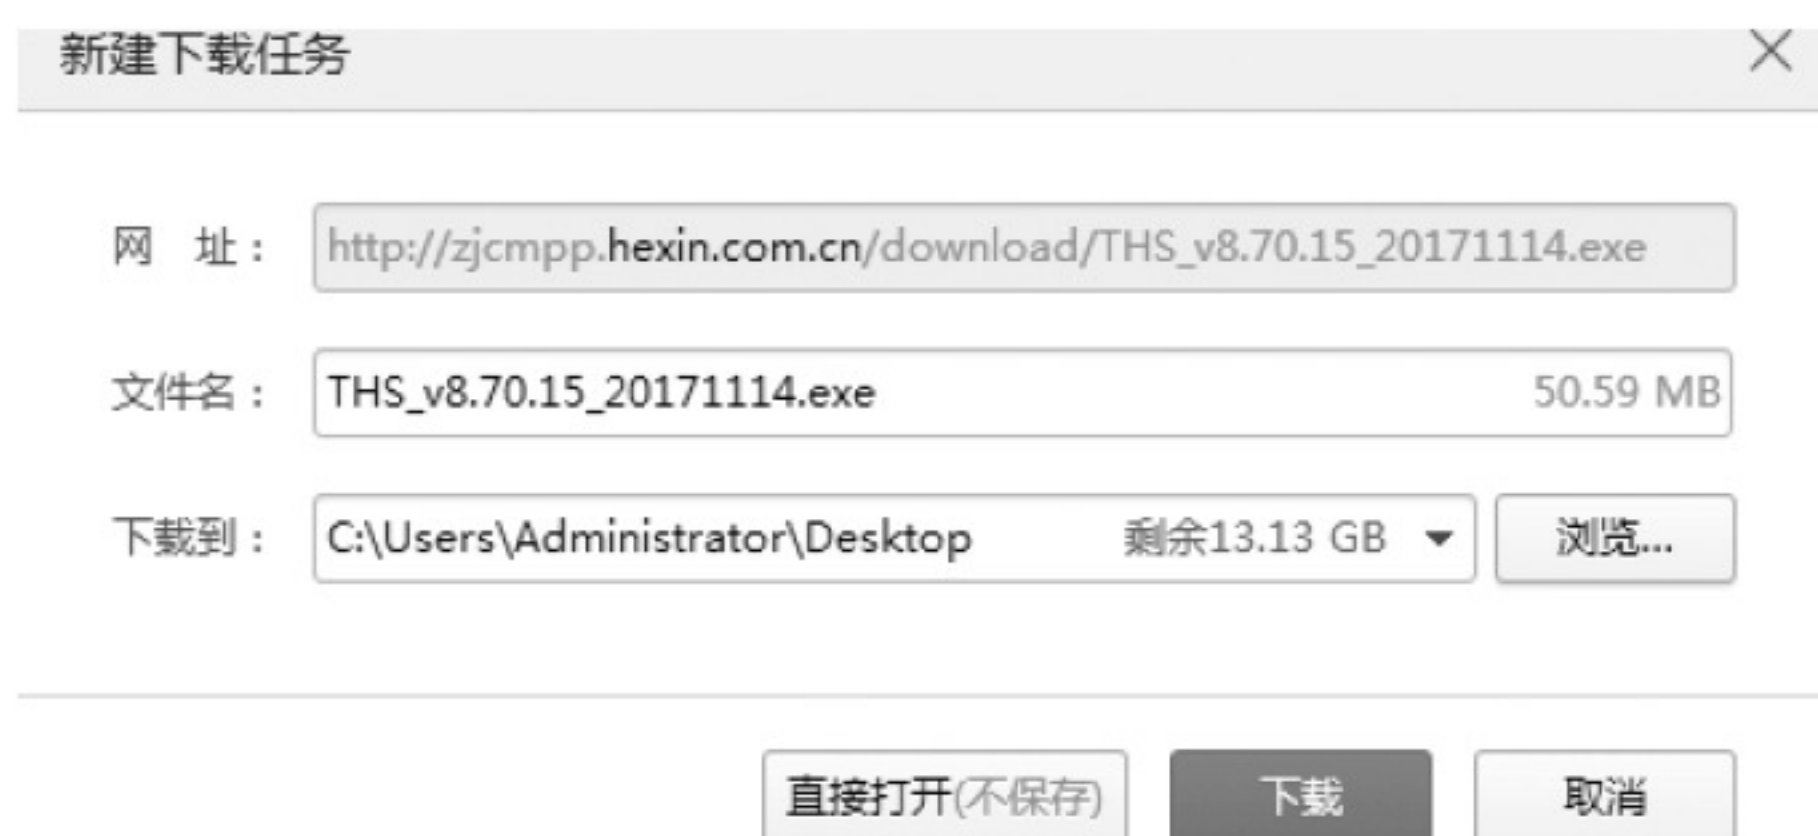 新建下载任务
网 址：http://zjcmpp.hexin.com.cn/download/THS_v8.70.15_20171114.exe
文件名：THS_v8.70.15_20171114.exe 50.59 MB
下载到：C:\Users\Administrator\Desktop 剩余13.13 GB 浏览...
直接打开(不保存) 下载 取消